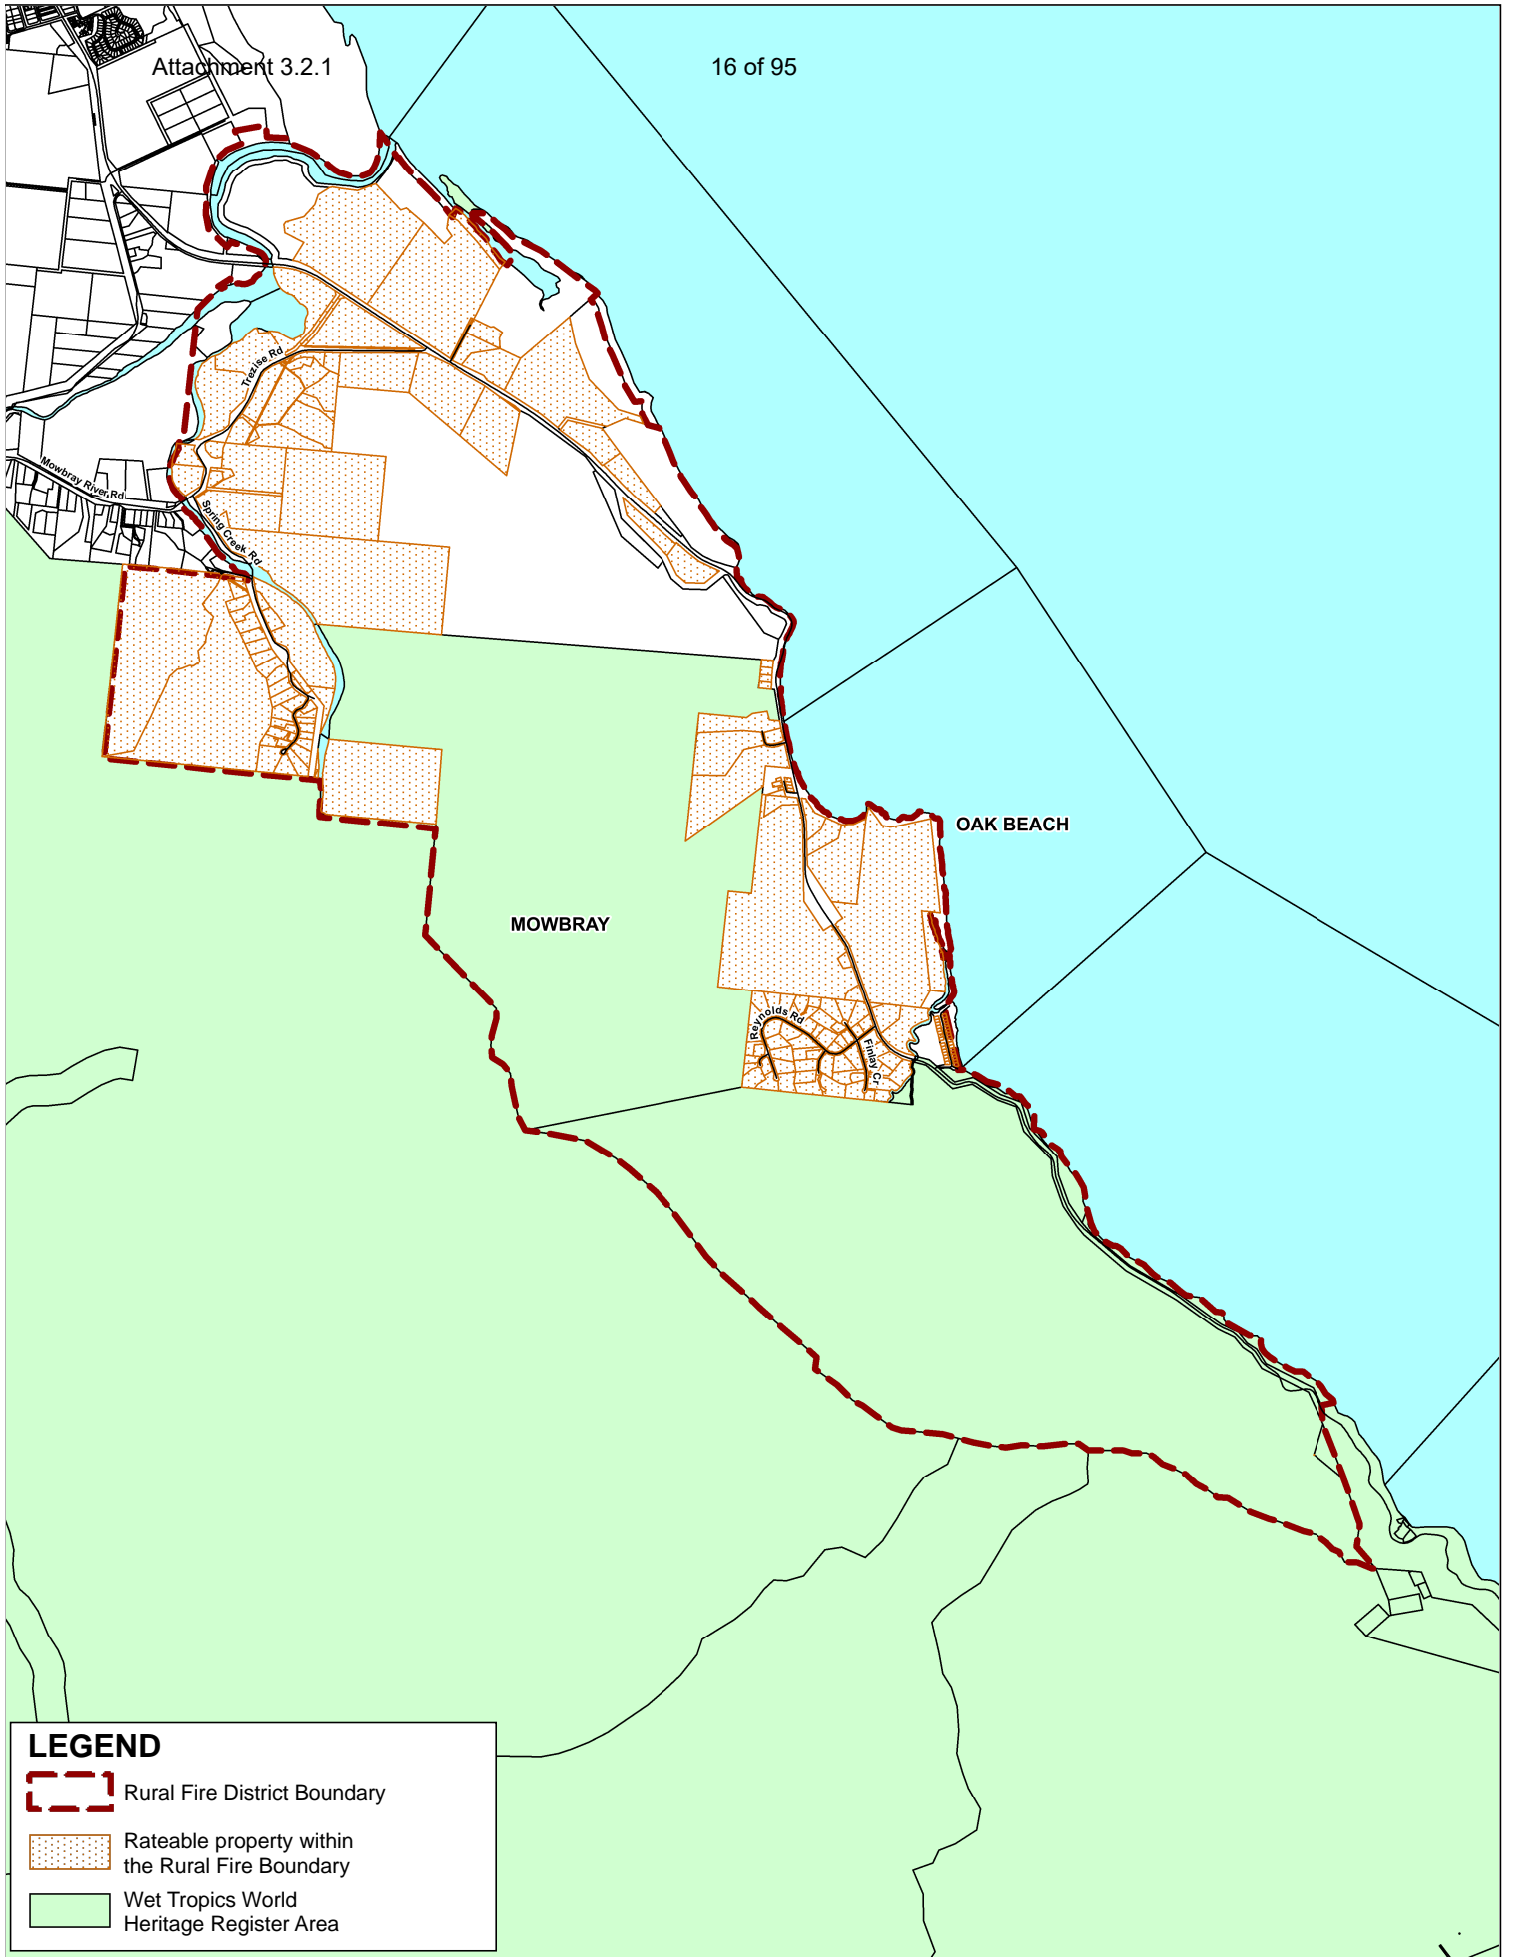 Attachment 3.2.1
16 of 95
Trezise Rd
Mowbray River Rd
Spring Creek Rd
OAK BEACH
MOWBRAY
Reynolds Rd
Finlay Cr
LEGEND
Rural Fire District Boundary
Rateable property within
the Rural Fire Boundary
Wet Tropics World
Heritage Register Area